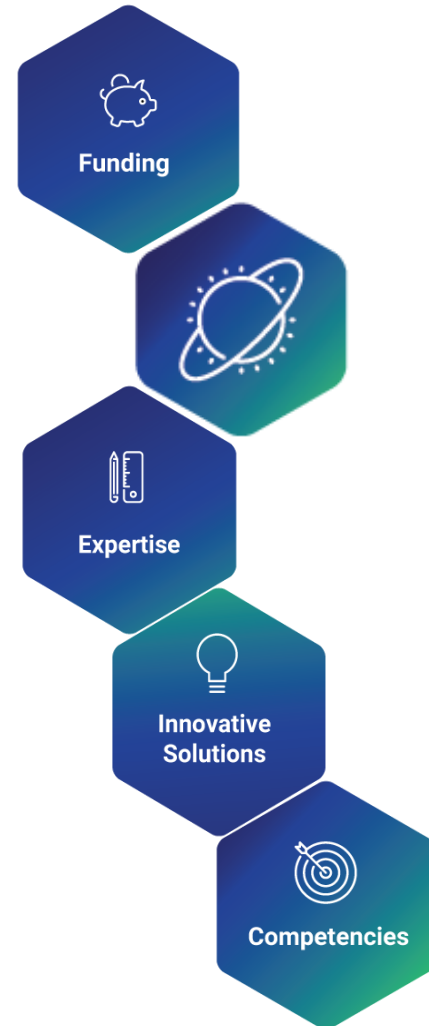 Funding
Expertise
Innovative
Solutions
Competencies